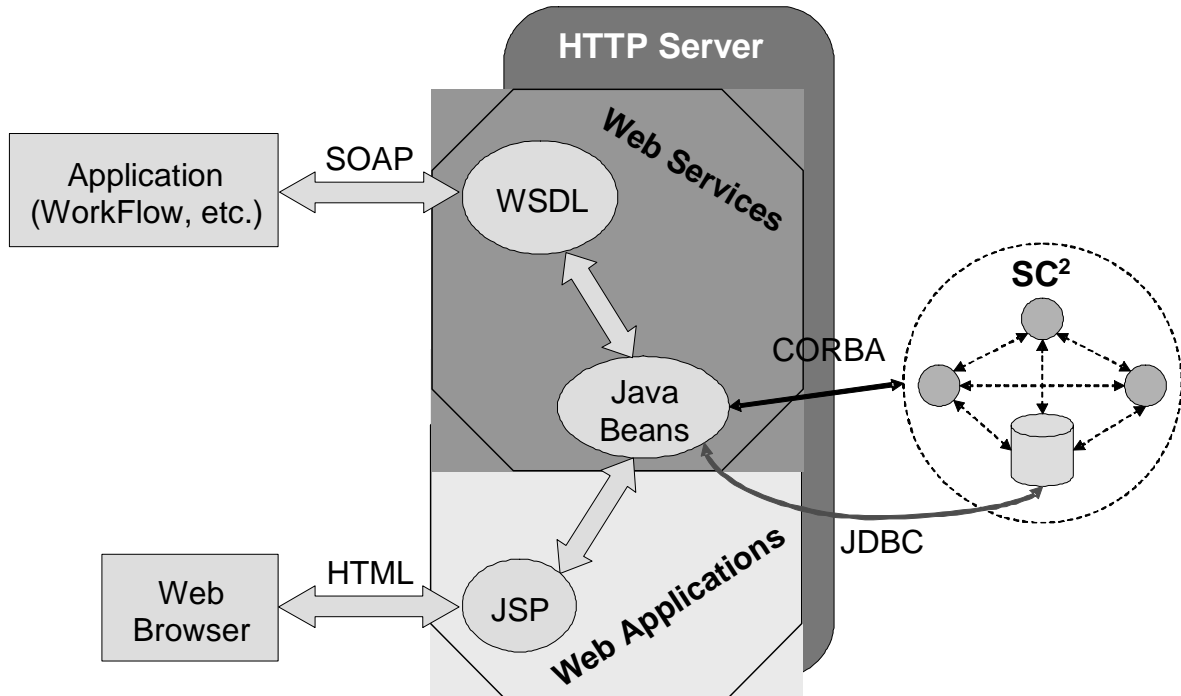 HTTP Server
Web Services
SOAP
Application
(WorkFlow, etc.)
WSDL
SC²
CORBA
Java
Beans
JDBC
HTML
Web
Browser
JSP
Web Applications